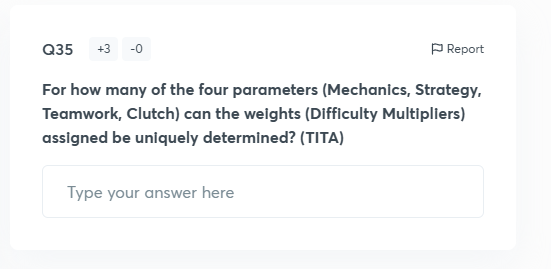 Q35 +3 -0 Report
For how many of the four parameters (Mechanics, Strategy,
Teamwork, Clutch) can the weights (Difficulty Multipliers)
assigned be uniquely determined? (TITA)
Type your answer here